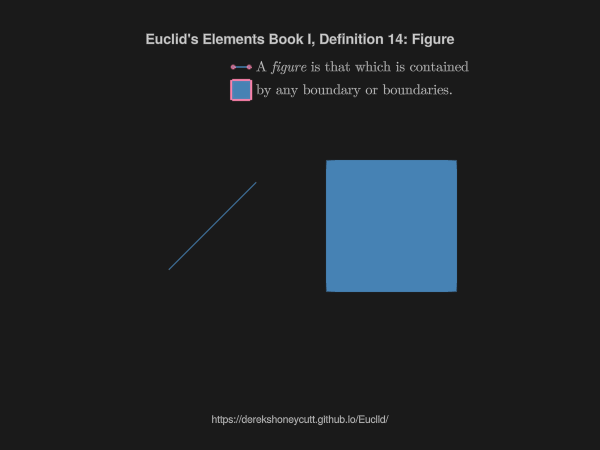 Euclid's Elements Book I, Definition 14: Figure
A figure is that which is contained
by any boundary or boundaries.
https://derekshoneycutt.github.io/Euclid/